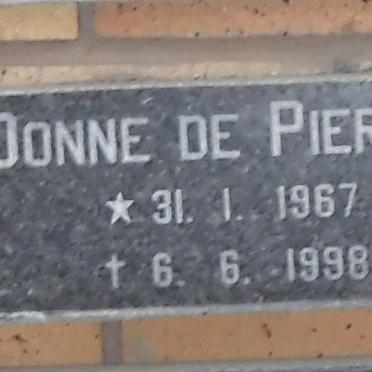 DONNE DE PIER
★ 31. 1. 1967
† 6. 6. 1998